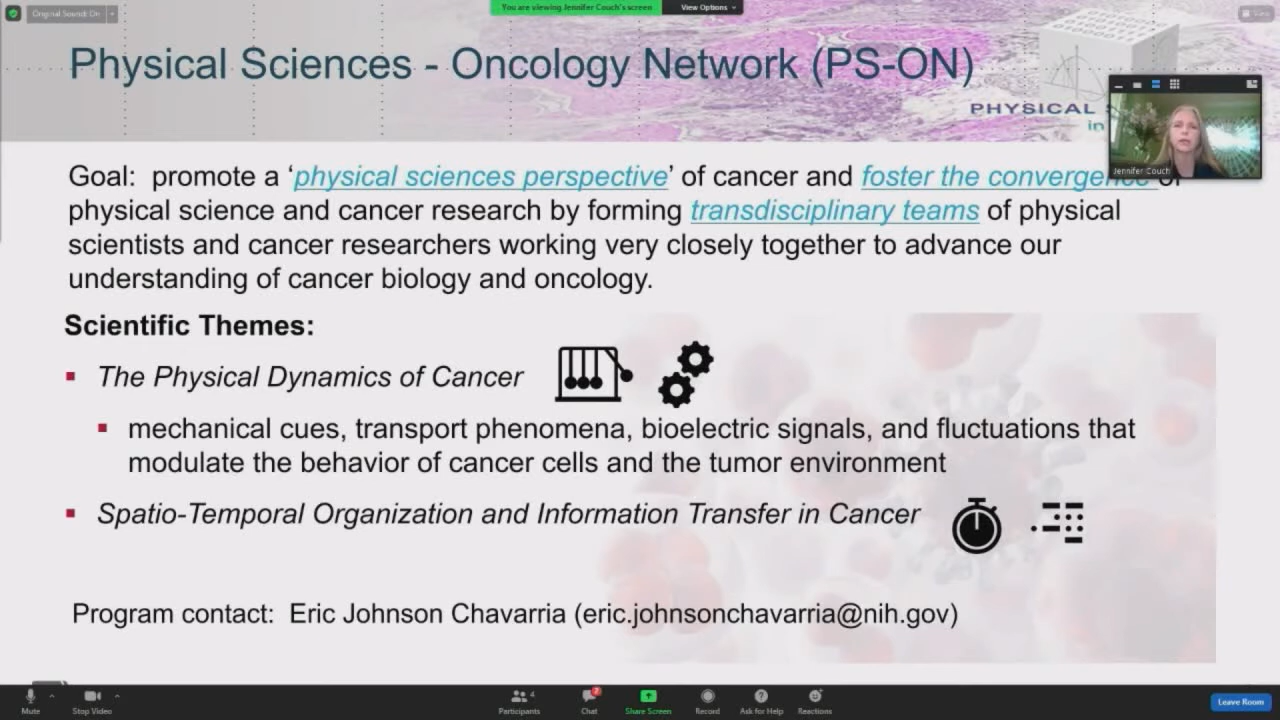 Original Sound: On
You are viewing Jennifer Couch's screen
View Options
View
Physical Sciences - Oncology Network (PS-ON)
PHYSICAL
in
Jennifer Couch
Goal: promote a ‘physical sciences perspective’ of cancer and foster the convergence of
physical science and cancer research by forming transdisciplinary teams of physical
scientists and cancer researchers working very closely together to advance our
understanding of cancer biology and oncology.
Scientific Themes:
▪ The Physical Dynamics of Cancer
▪ mechanical cues, transport phenomena, bioelectric signals, and fluctuations that
modulate the behavior of cancer cells and the tumor environment
▪ Spatio-Temporal Organization and Information Transfer in Cancer
Program contact: Eric Johnson Chavarria (eric.johnsonchavarria@nih.gov)
4
2
Mute
Stop Video
Participants
Chat
Share Screen
Record
Ask for Help
Reactions
Leave Room